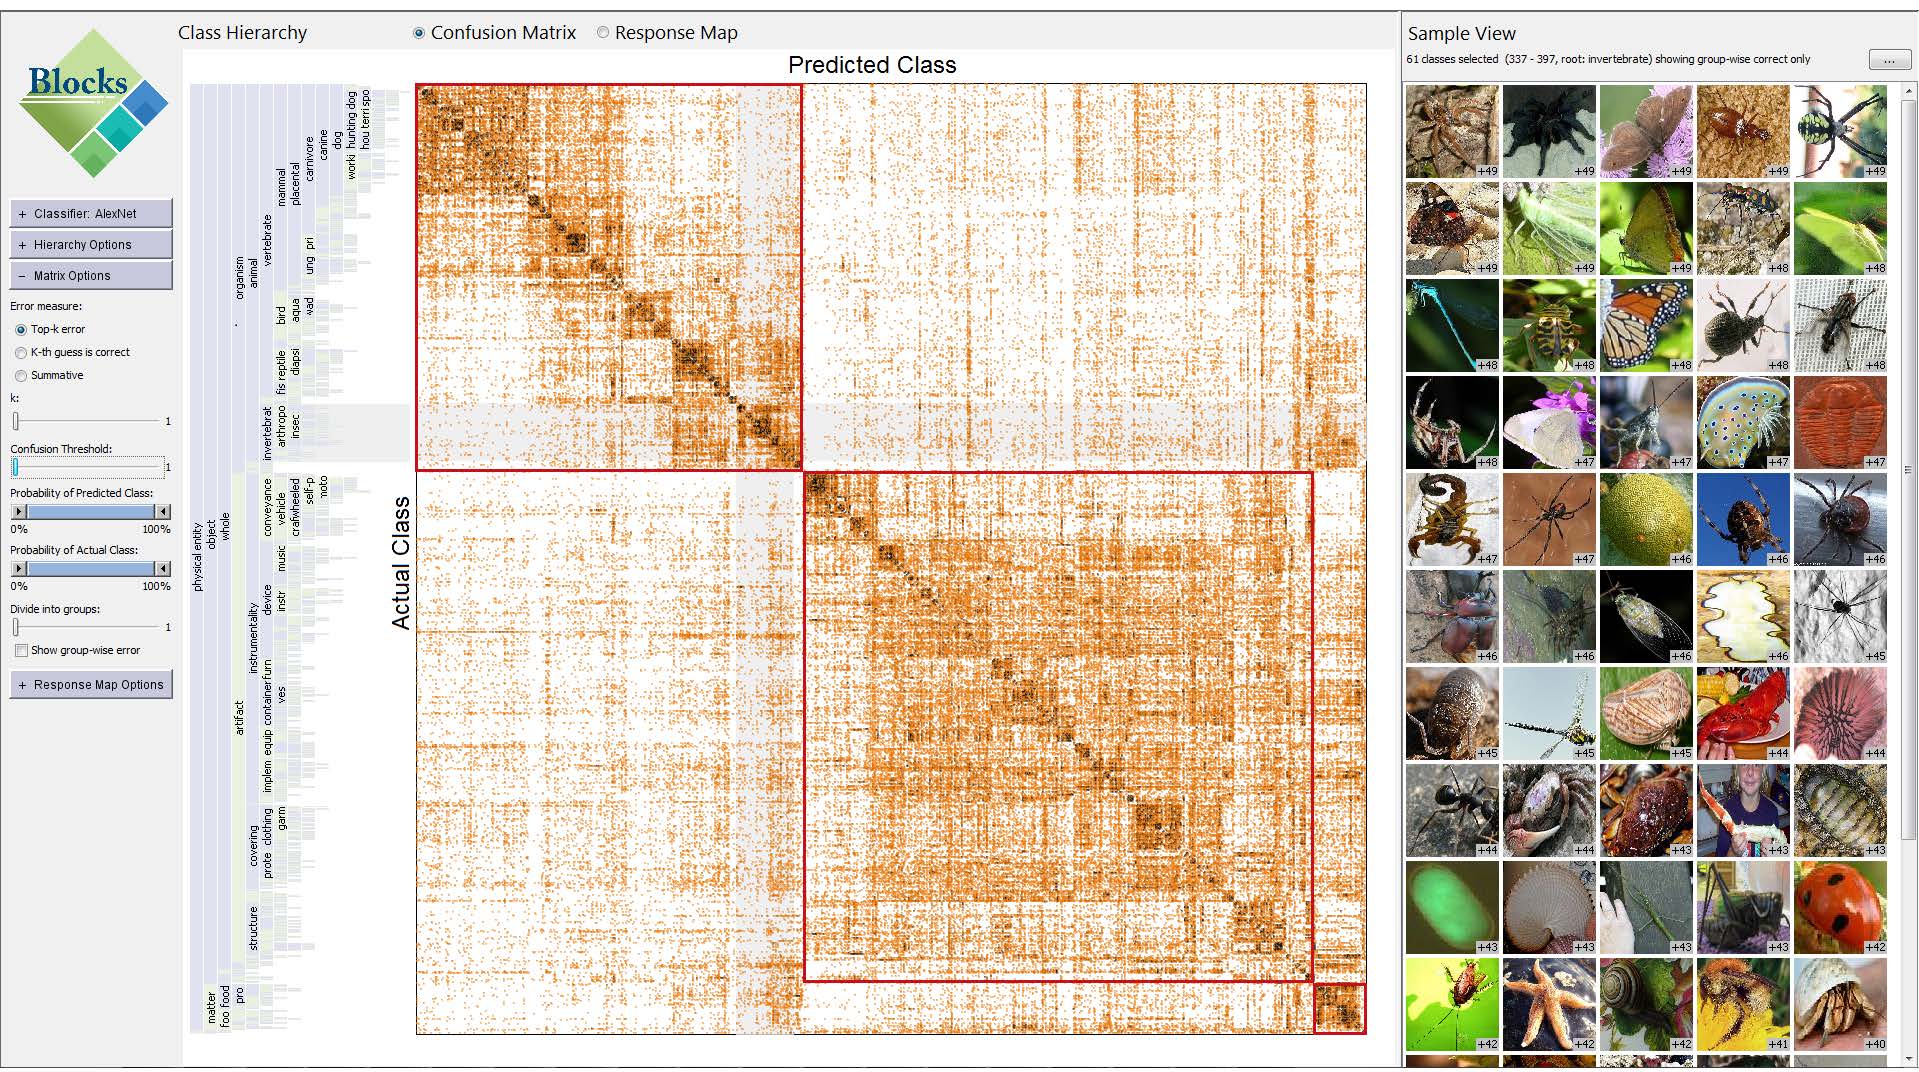 Blocks
+ Classifier: AlexNet
+ Hierarchy Options
− Matrix Options
Error measure:
Top-k error
K-th guess is correct
Summative
k:
1
Confusion Threshold:
1
Probability of Predicted Class:
0% 100%
Probability of Actual Class:
0% 100%
Divide into groups:
1
Show group-wise error
+ Response Map Options
Class Hierarchy
Confusion Matrix
Response Map
Predicted Class
Actual Class
physical entity
object
whole
organism
animal
vertebrate
mammal
placental
carnivore
canine
dog
hunting dog
worki
hou terri spo
ung
pri
bird
aqua
wad
fis reptile
diapsi
invertebrat
arthropo
insec
artifact
instrumentality
conveyance
vehicle
craf wheeled
self-p
moto
music
device
instr
furn
container
ves
equip
implem
covering
clothing
garm
prote
structure
matter
foo food
pro
Sample View
61 classes selected (337 - 397, root: invertebrate) showing group-wise correct only
...
+49 +49 +49 +49 +49
+49 +49 +49 +48 +48
+48 +48 +48 +48 +48
+48 +47 +47 +47 +47
+47 +47 +46 +46 +46
+46 +46 +46 +46 +45
+45 +45 +45 +44 +44
+44 +44 +43 +43 +43
+43 +43 +43 +43 +42
+42 +42 +42 +41 +40